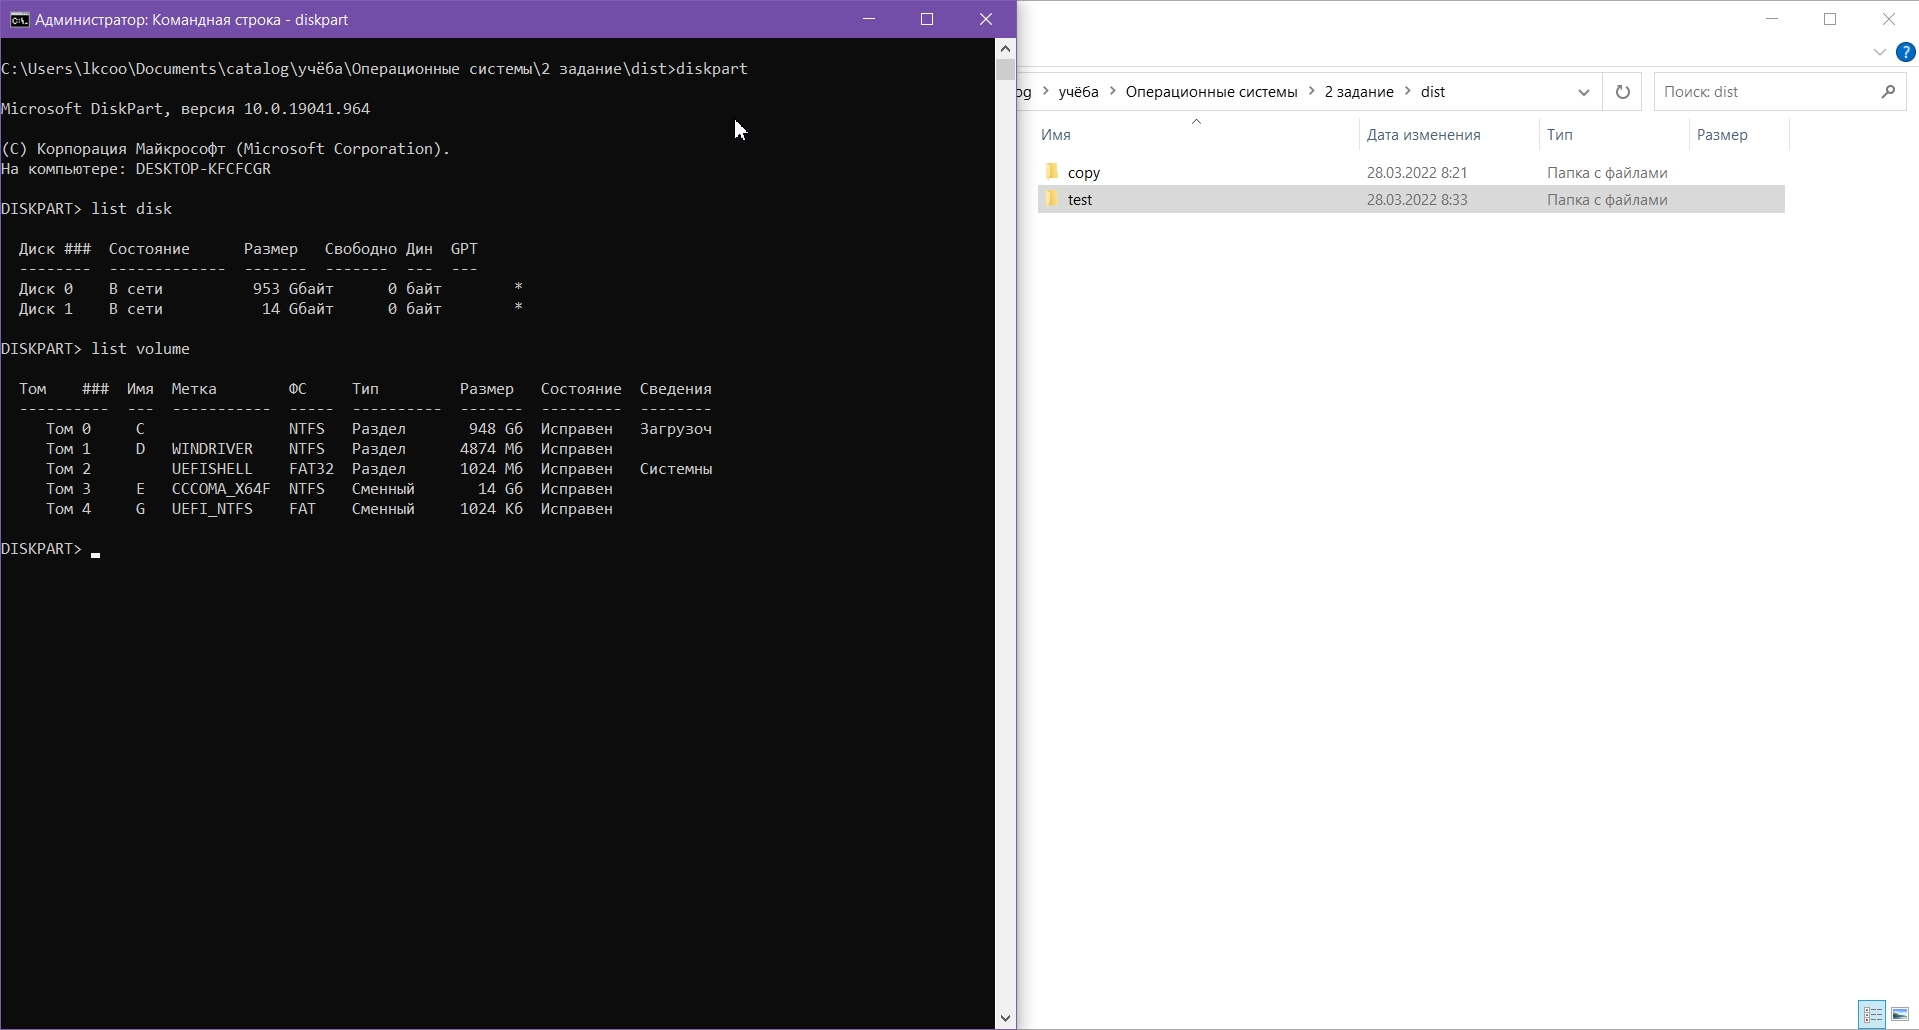 Администратор: Командная строка - diskpart
C:\Users\lkcoo\Documents\catalog\учёба\Операционные системы\2 задание\dist>diskpart
Microsoft DiskPart, версия 10.0.19041.964
(C) Корпорация Майкрософт (Microsoft Corporation).
На компьютере: DESKTOP-KFCFCGR
DISKPART> list disk
Диск ### Состояние Размер Свободно Дин GPT
-------- ------------- ------- ------- --- ---
Диск 0 В сети 953 Gбайт 0 байт *
Диск 1 В сети 14 Gбайт 0 байт *
DISKPART> list volume
Том ### Имя Метка ФС Тип Размер Состояние Сведения
---------- --- ----------- ----- ---------- ------- --------- --------
Том 0 C NTFS Раздел 948 Gб Исправен Загрузоч
Том 1 D WINDRIVER NTFS Раздел 4874 Mб Исправен
Том 2 UEFISHELL FAT32 Раздел 1024 Mб Исправен Системны
Том 3 E CCCOMA_X64F NTFS Сменный 14 Gб Исправен
Том 4 G UEFI_NTFS FAT Сменный 1024 Kб Исправен
DISKPART>
og > учёба > Операционные системы > 2 задание > dist
Поиск: dist
Имя Дата изменения Тип Размер
copy 28.03.2022 8:21 Папка с файлами
test 28.03.2022 8:33 Папка с файлами